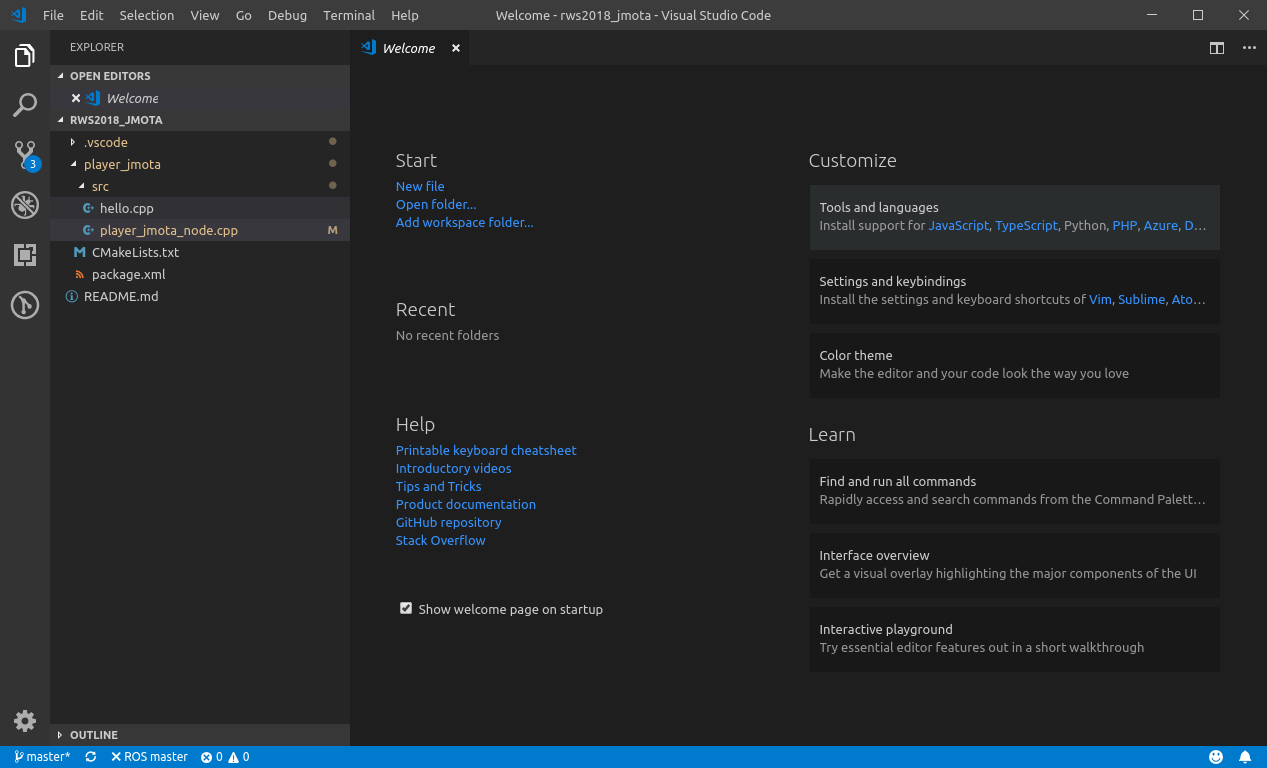 File Edit Selection View Go Debug Terminal Help Welcome - rws2018_jmota - Visual Studio Code
EXPLORER
OPEN EDITORS
Welcome
RWS2018_JMOTA
.vscode
player_jmota
src
hello.cpp
player_jmota_node.cpp M
CMakeLists.txt
package.xml
README.md
OUTLINE
3
Welcome
Start
New file
Open folder...
Add workspace folder...
Recent
No recent folders
Help
Printable keyboard cheatsheet
Introductory videos
Tips and Tricks
Product documentation
GitHub repository
Stack Overflow
Show welcome page on startup
Customize
Tools and languages
Install support for JavaScript, TypeScript, Python, PHP, Azure, D...
Settings and keybindings
Install the settings and keyboard shortcuts of Vim, Sublime, Ato...
Color theme
Make the editor and your code look the way you love
Learn
Find and run all commands
Rapidly access and search commands from the Command Palett...
Interface overview
Get a visual overlay highlighting the major components of the UI
Interactive playground
Try essential editor features out in a short walkthrough
master* ROS master 0 0